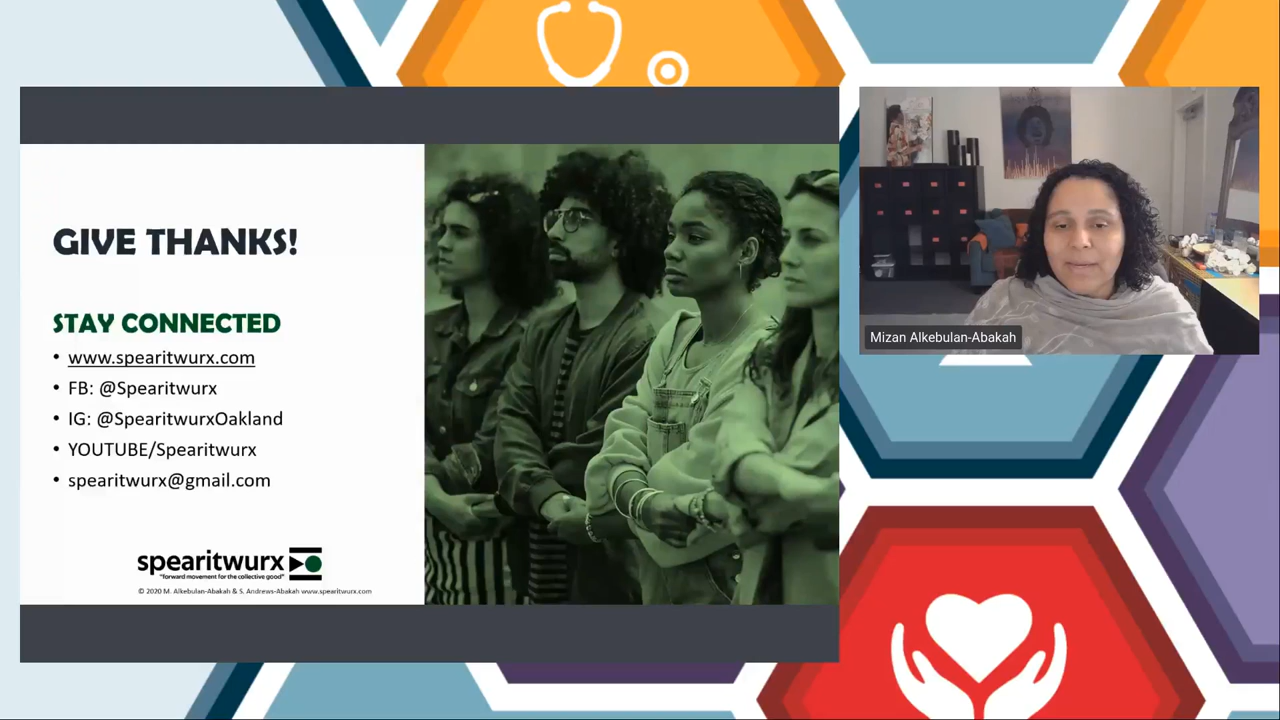 GIVE THANKS!
STAY CONNECTED
• www.spearitwurx.com
• FB: @Spearitwurx
• IG: @SpearitwurxOakland
• YOUTUBE/Spearitwurx
• spearitwurx@gmail.com
spearitwurx
"forward movement for the collective good"
© 2020 M. Alkebulan-Abakah & S. Andrews-Abakah www.spearitwurx.com
Mizan Alkebulan-Abakah